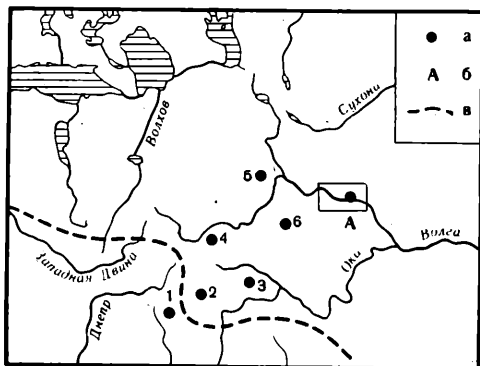 а
А б
в
Сухона
Волхов
5
А
6
4
Волга
Западная Двина
Ока
3
2
1
Днепр